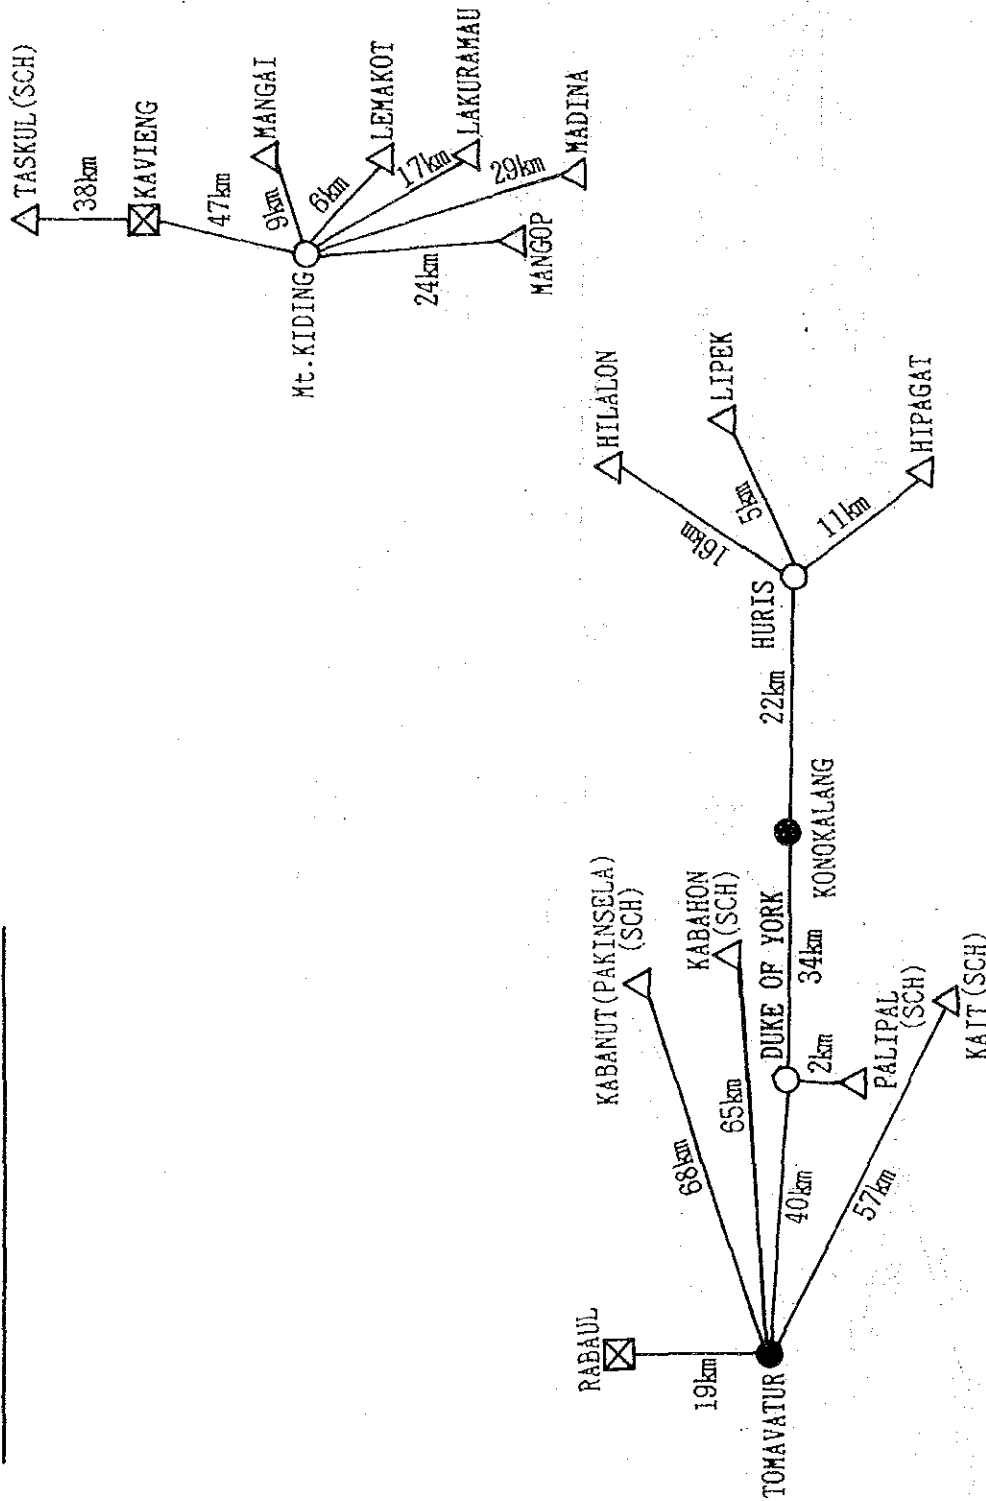 TASKUL(SCH)
38km
KAVIENG
47km
MANGAI
9km
LEMAKOT
6km
LAKURAMAU
17km
MADINA
29km
Mt.KIDING
24km
MANGOP
HILALON
16km
LIPEK
5km
HIPAGAT
11km
HURIS
22km
KONOKALANG
34km
DUKE OF YORK
2km
PALIPAL
(SCH)
KABANUT(PAKINSELA)
(SCH)
68km
KABAHON
(SCH)
65km
40km
KAIT(SCH)
57km
RABAUL
19km
TOMAVATUR